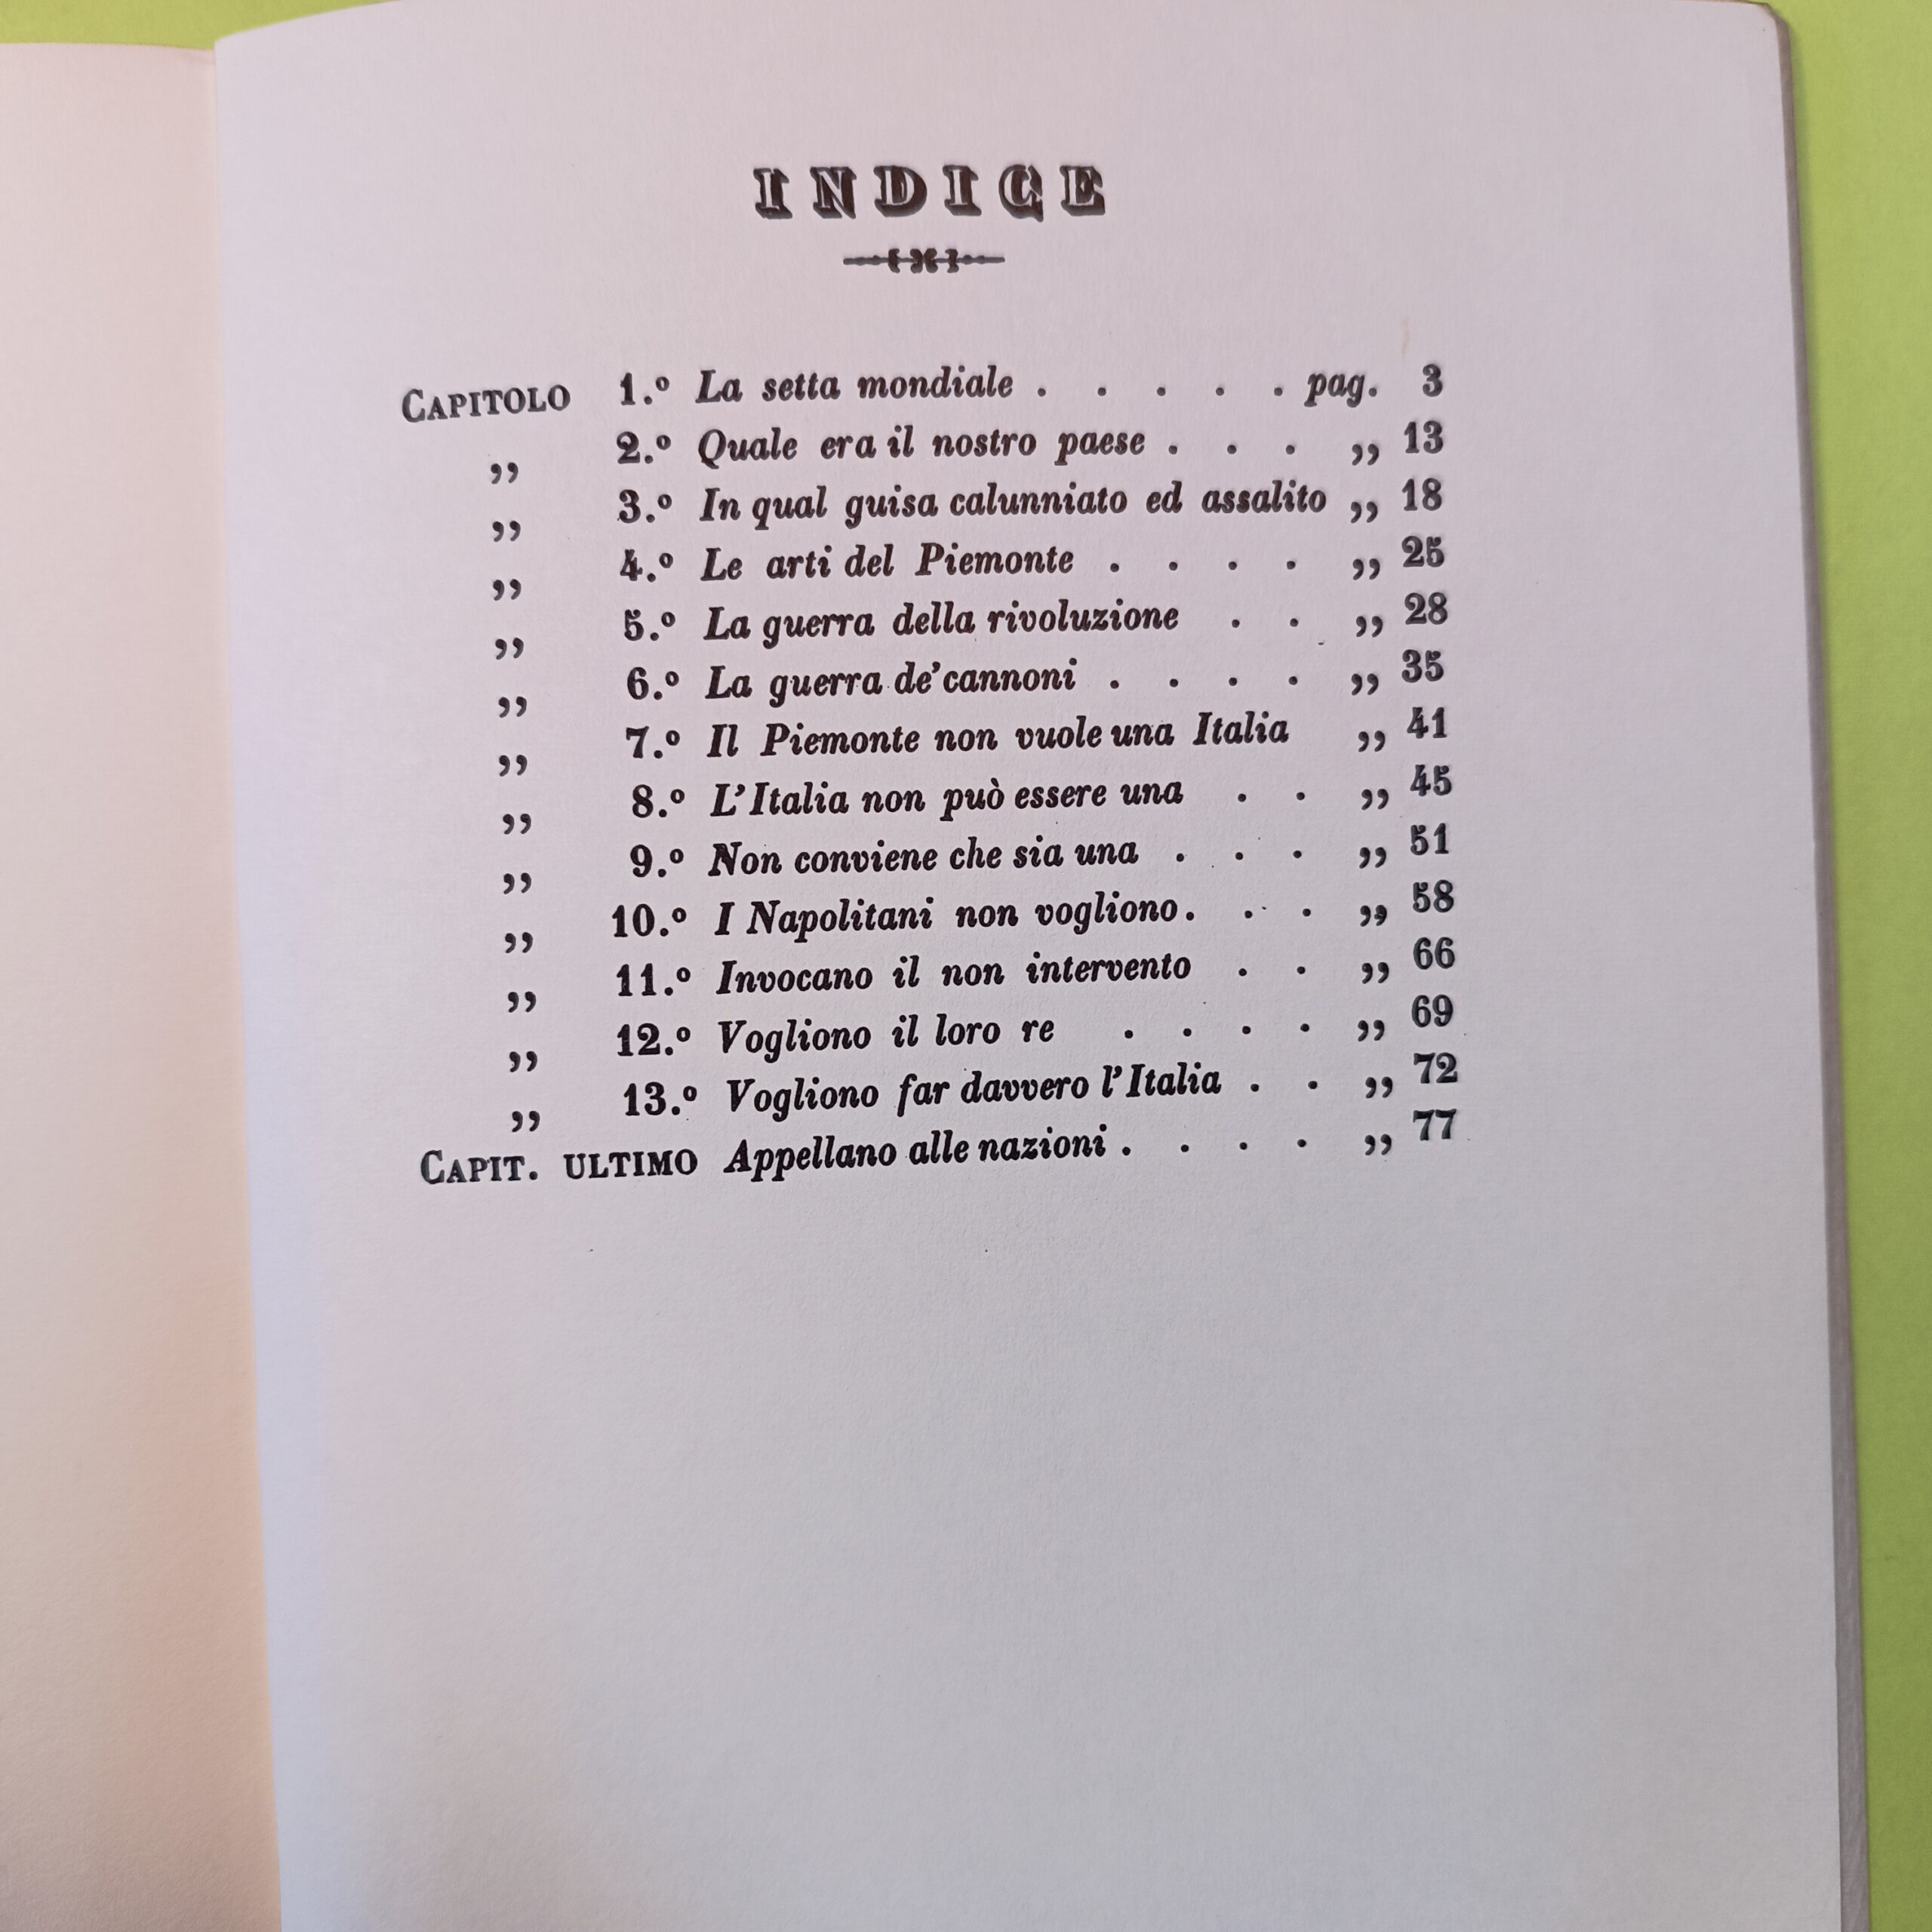 INDICE
CAPITOLO 1.º La setta mondiale . . . . . pag. 3
„ 2.º Quale era il nostro paese . . . „ 13
„ 3.º In qual guisa calunniato ed assalito „ 18
„ 4.º Le arti del Piemonte . . . . „ 25
„ 5.º La guerra della rivoluzione . . „ 28
„ 6.º La guerra de' cannoni . . . . „ 35
„ 7.º Il Piemonte non vuole una Italia „ 41
„ 8.º L'Italia non può essere una . . „ 45
„ 9.º Non conviene che sia una . . . „ 51
„ 10.º I Napolitani non vogliono . . . „ 58
„ 11.º Invocano il non intervento . . „ 66
„ 12.º Vogliono il loro re . . . . „ 69
„ 13.º Vogliono far davvero l'Italia . . „ 72
CAPIT. ULTIMO Appellano alle nazioni . . . . „ 77